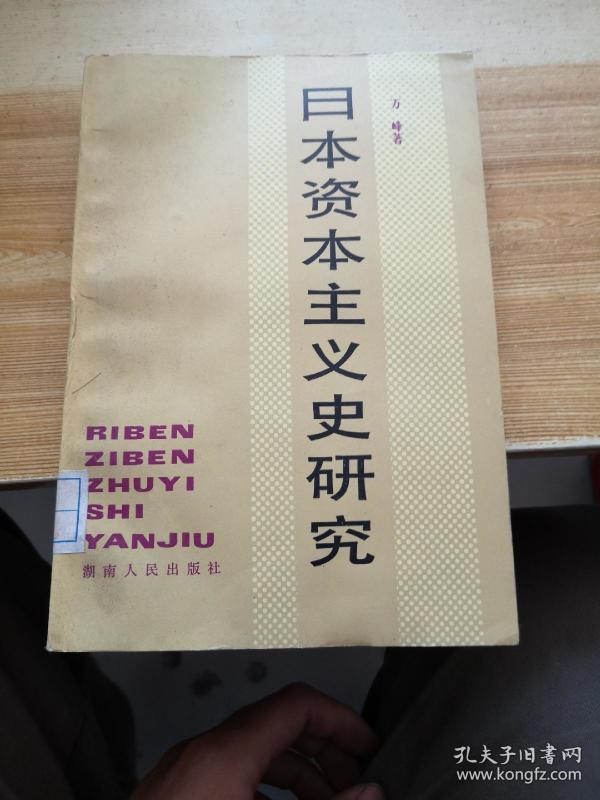 万峰著
日本资本主义史研究
RIBEN
ZIBEN
ZHUYI
SHI
YANJIU
湖南人民出版社
孔夫子旧书网
www.kongfz.com